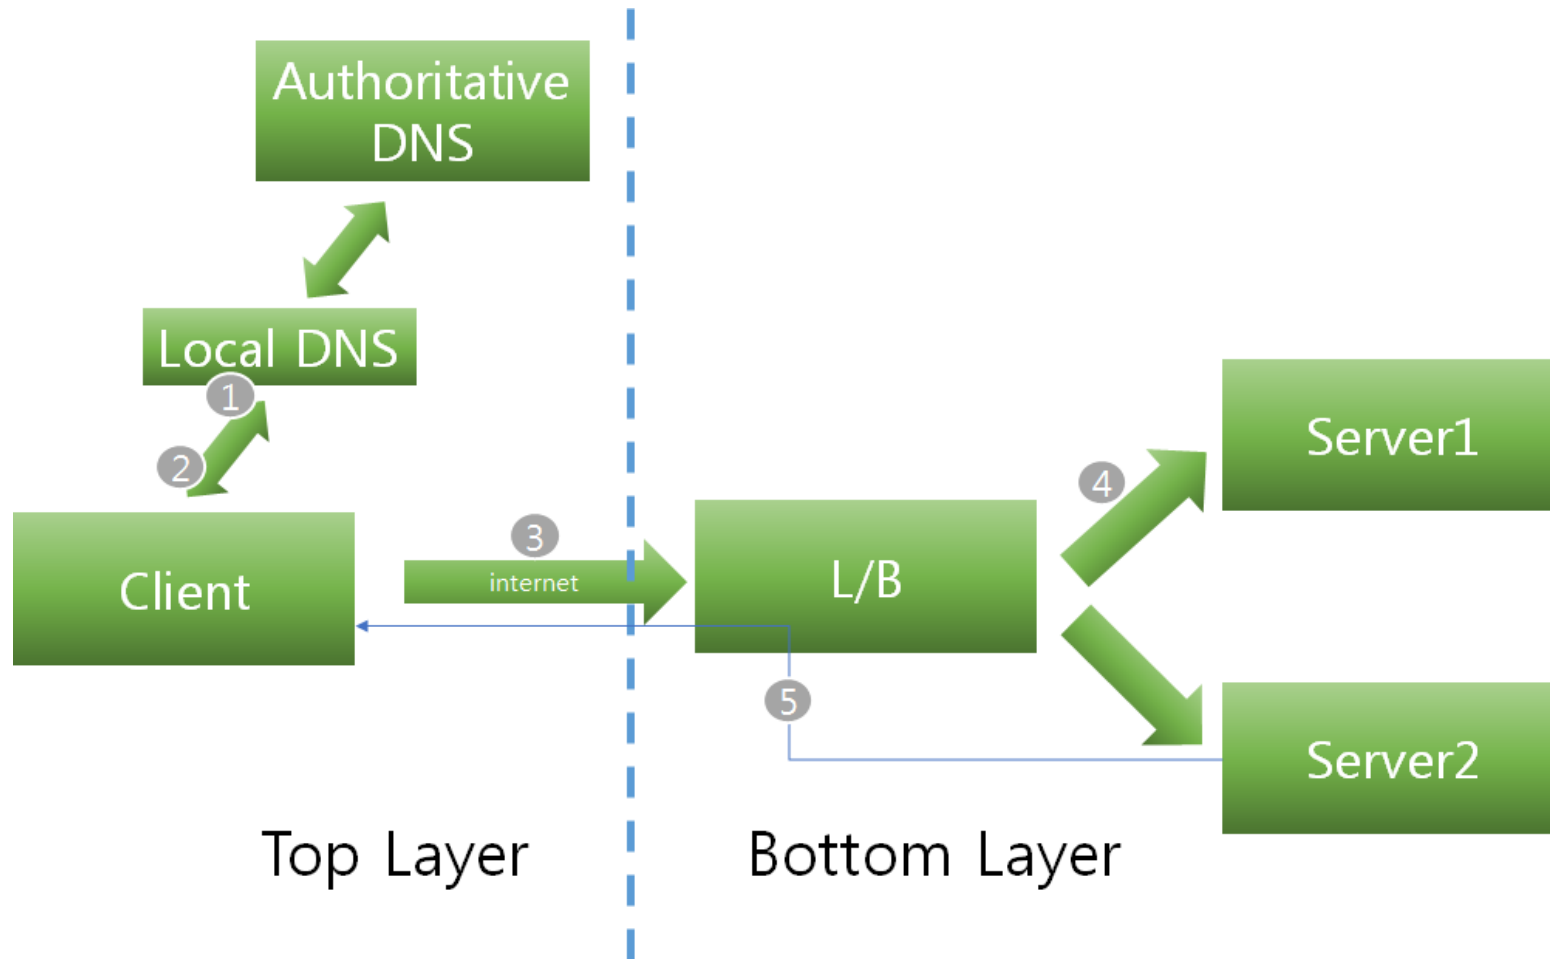 Authoritative
DNS
Local DNS
1
2
Client
3
internet
L/B
4
Server1
5
Server2
Top Layer
Bottom Layer